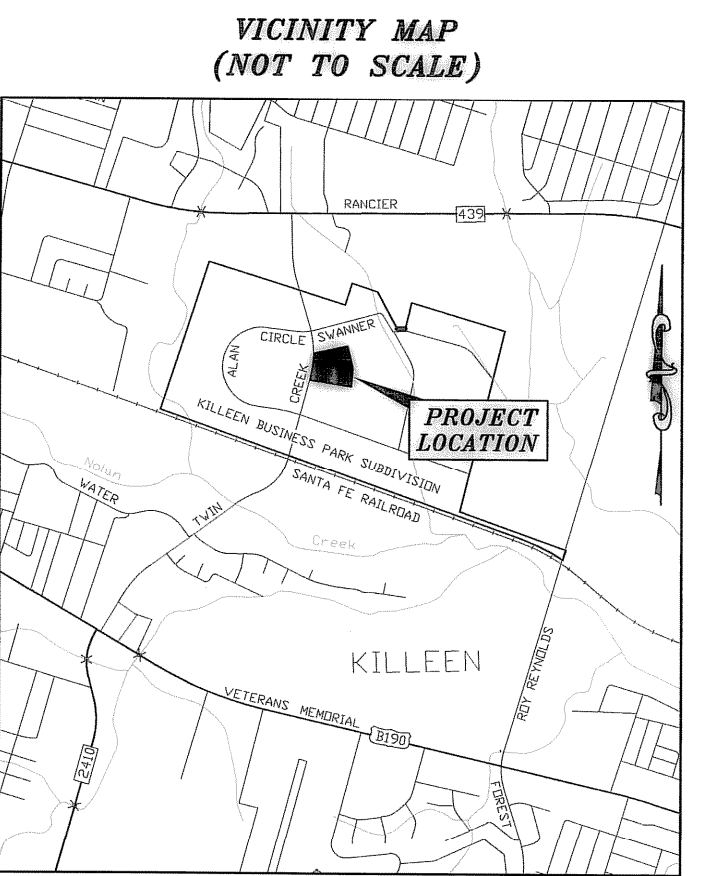 VICINITY MAP
(NOT TO SCALE)
RANCIER
439
CIRCLE
SWANNER
ALAN
CREEK
PROJECT
LOCATION
KILLEEN BUSINESS PARK SUBDIVISION
SANTA FE RAILROAD
Nolan
WATER
TWIN
Creek
KILLEEN
ROY REYNOLDS
VETERANS MEMORIAL
B190
2410
FOREST